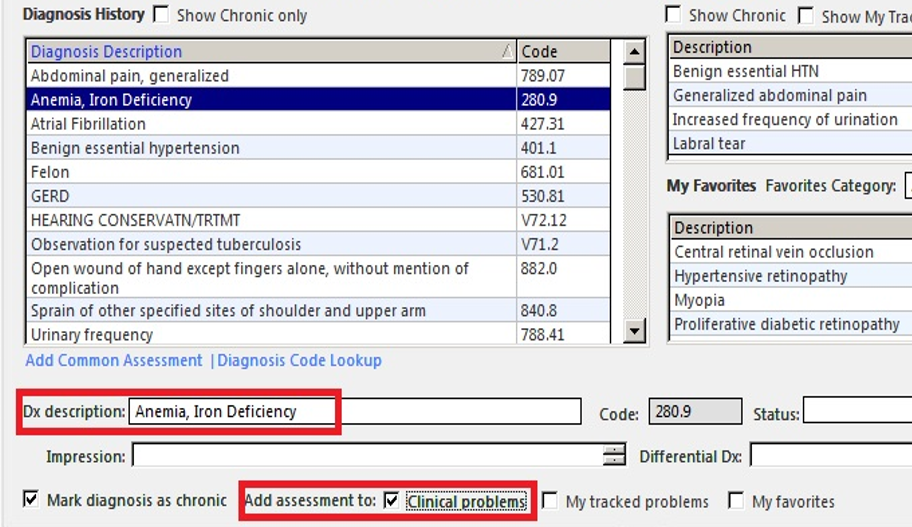 Diagnosis History Show Chronic only
Diagnosis Description Code
Abdominal pain, generalized 789.07
Anemia, Iron Deficiency 280.9
Atrial Fibrillation 427.31
Benign essential hypertension 401.1
Felon 681.01
GERD 530.81
HEARING CONSERVATN/TRTMT V72.12
Observation for suspected tuberculosis V71.2
Open wound of hand except fingers alone, without mention of 882.0
complication
Sprain of other specified sites of shoulder and upper arm 840.8
Urinary frequency 788.41
Add Common Assessment | Diagnosis Code Lookup
Show Chronic Show My Trac
Description
Benign essential HTN
Generalized abdominal pain
Increased frequency of urination
Labral tear
My Favorites Favorites Category:
Description
Central retinal vein occlusion
Hypertensive retinopathy
Myopia
Proliferative diabetic retinopathy
Dx description: Anemia, Iron Deficiency Code: 280.9 Status:
Impression: Differential Dx:
Mark diagnosis as chronic Add assessment to: Clinical problems My tracked problems My favorites